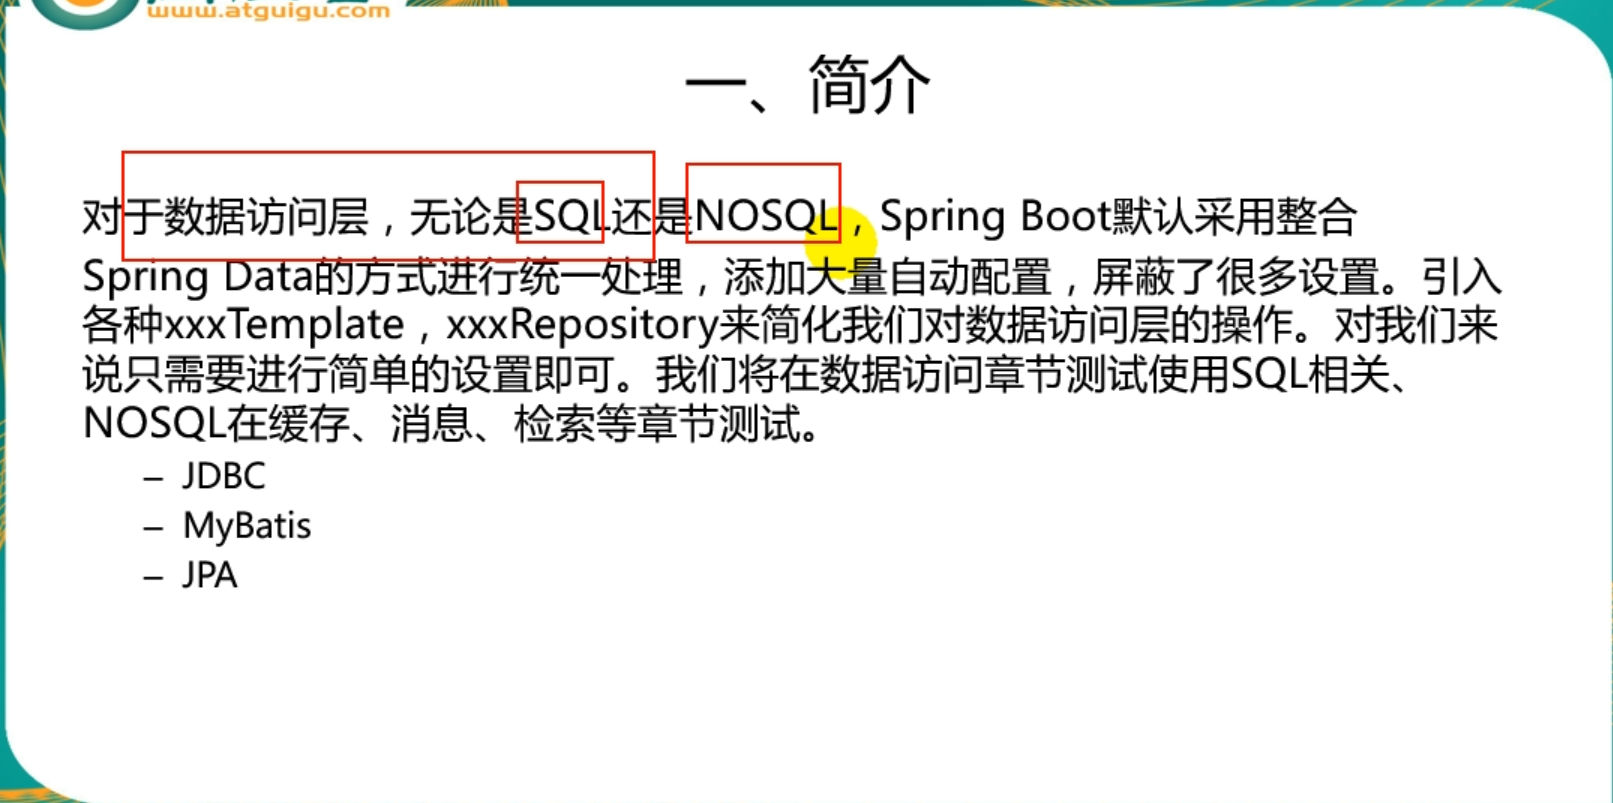 www.atguigu.com
一、简介
对于数据访问层，无论是SQL还是NOSQL，Spring Boot默认采用整合
Spring Data的方式进行统一处理，添加大量自动配置，屏蔽了很多设置。引入
各种xxxTemplate，xxxRepository来简化我们对数据访问层的操作。对我们来
说只需要进行简单的设置即可。我们将在数据访问章节测试使用SQL相关、
NOSQL在缓存、消息、检索等章节测试。
– JDBC
– MyBatis
– JPA